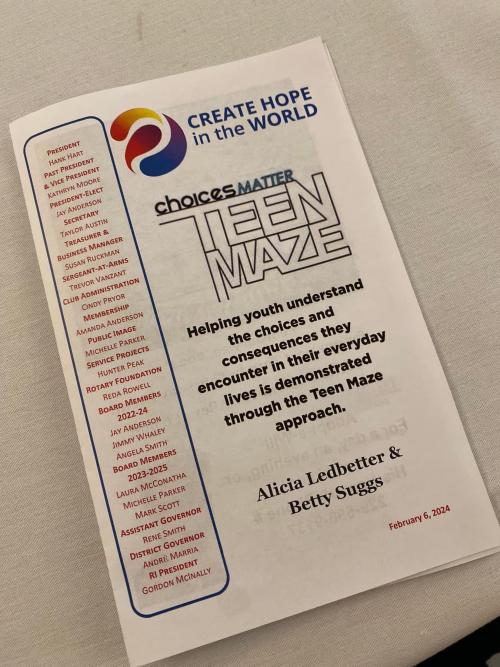 CREATE HOPE
in the WORLD
choices MATTER
TEEN
MAZE
Helping youth understand
the choices and
consequences they
encounter in their everyday
lives is demonstrated
through the Teen Maze
approach.
Alicia Ledbetter &
Betty Suggs
February 6, 2024
PRESIDENT
HANK HART
PAST PRESIDENT
& VICE PRESIDENT
KATHRYN MOORE
PRESIDENT-ELECT
JAY ANDERSON
SECRETARY
TAYLOR AUSTIN
TREASURER &
BUSINESS MANAGER
SUSAN RUCKMAN
SERGEANT-AT-ARMS
TREVOR VANZANT
CLUB ADMINISTRATION
CINDY PRYOR
MEMBERSHIP
AMANDA ANDERSON
PUBLIC IMAGE
MICHELLE PARKER
SERVICE PROJECTS
HUNTER PEAK
ROTARY FOUNDATION
REDA ROWELL
BOARD MEMBERS
2022-24
JAY ANDERSON
JIMMY WHALEY
ANGELA SMITH
BOARD MEMBERS
2023-2025
LAURA MCCONATHA
MICHELLE PARKER
MARK SCOTT
ASSISTANT GOVERNOR
RENE SMITH
DISTRICT GOVERNOR
ANDRÉ MARRIA
RI PRESIDENT
GORDON MCINALLY